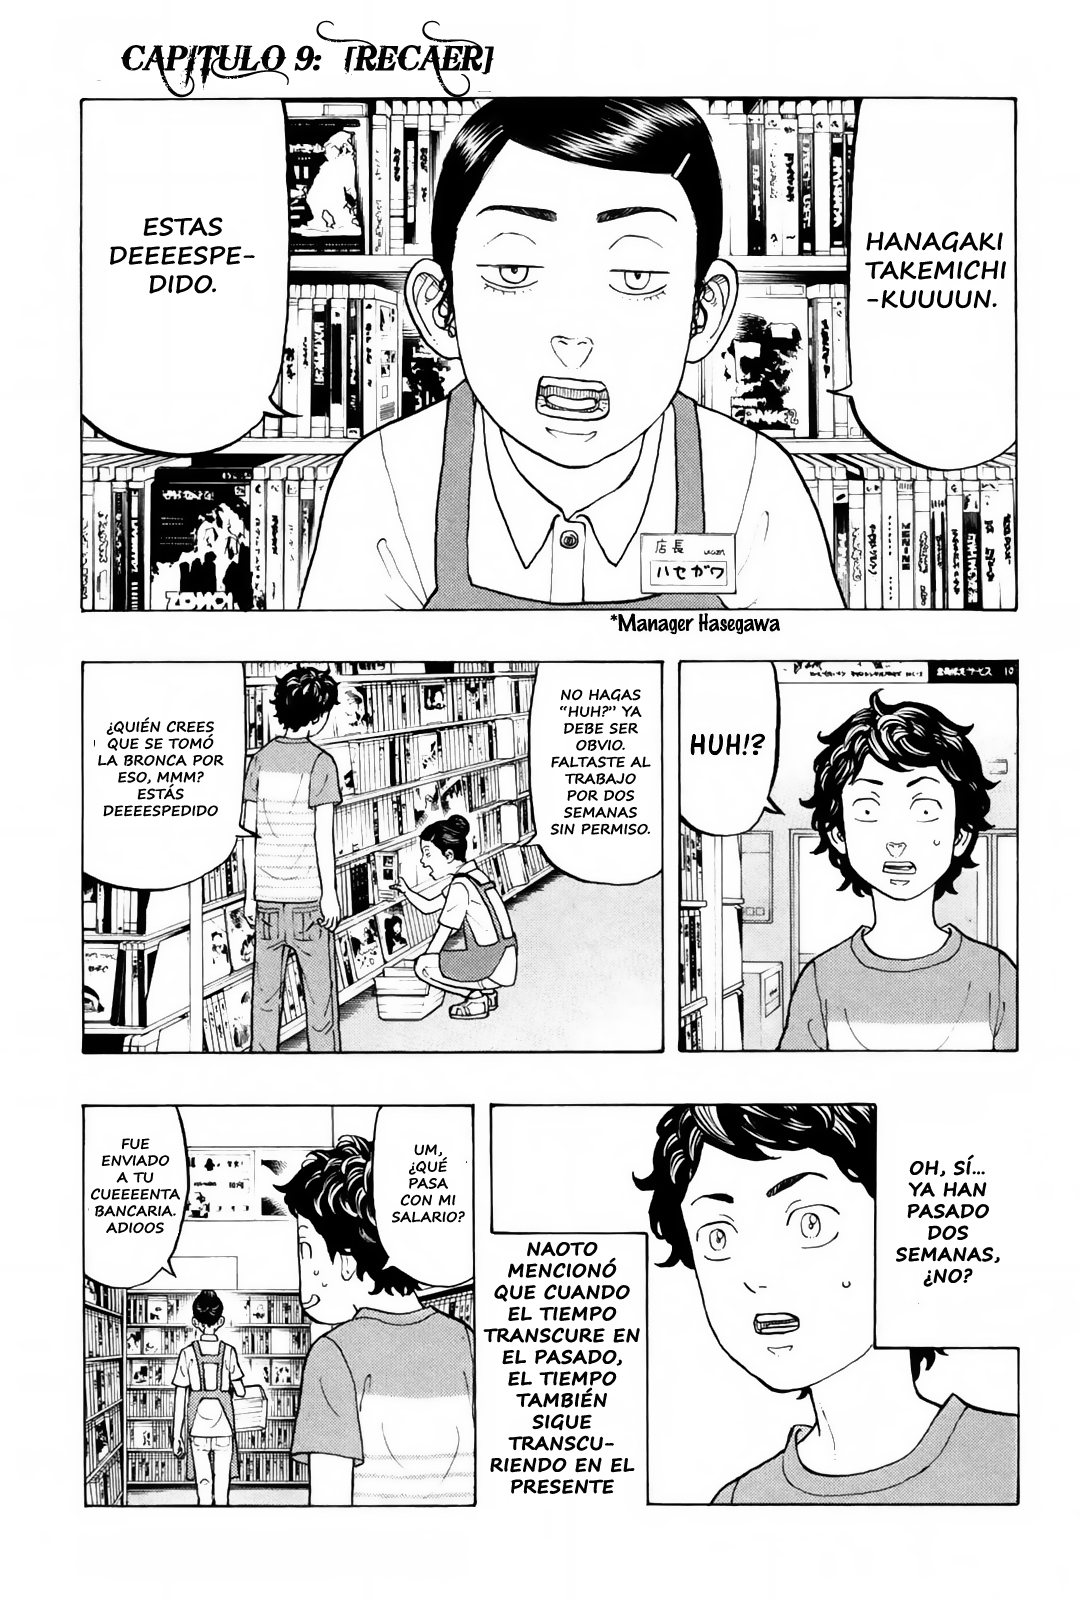 CAPITULO 9: [RECAER]
HANAGAKI
TAKEMICHI
-KUUUUN.
ESTAS
DEEEESPE-
DIDO.
店長
ハセガワ
*Manager Hasegawa
HUH!?
NO HAGAS
“HUH?” YA
DEBE SER
OBVIO.
FALTASTE AL
TRABAJO
POR DOS
SEMANAS
SIN PERMISO.
¿QUIÉN CREES
QUE SE TOMÓ
LA BRONCA POR
ESO, MMM?
ESTÁS
DEEEESPEDIDO
OH, SÍ...
YA HAN
PASADO
DOS
SEMANAS,
¿NO?
NAOTO
MENCIONÓ
QUE CUANDO
EL TIEMPO
TRANSCURE EN
EL PASADO,
EL TIEMPO
TAMBIÉN
SIGUE
TRANSCU-
RIENDO EN EL
PRESENTE
UM,
¿QUÉ
PASA
CON MI
SALARIO?
FUE
ENVIADO
A TU
CUEEEENTA
BANCARIA.
ADIOOS